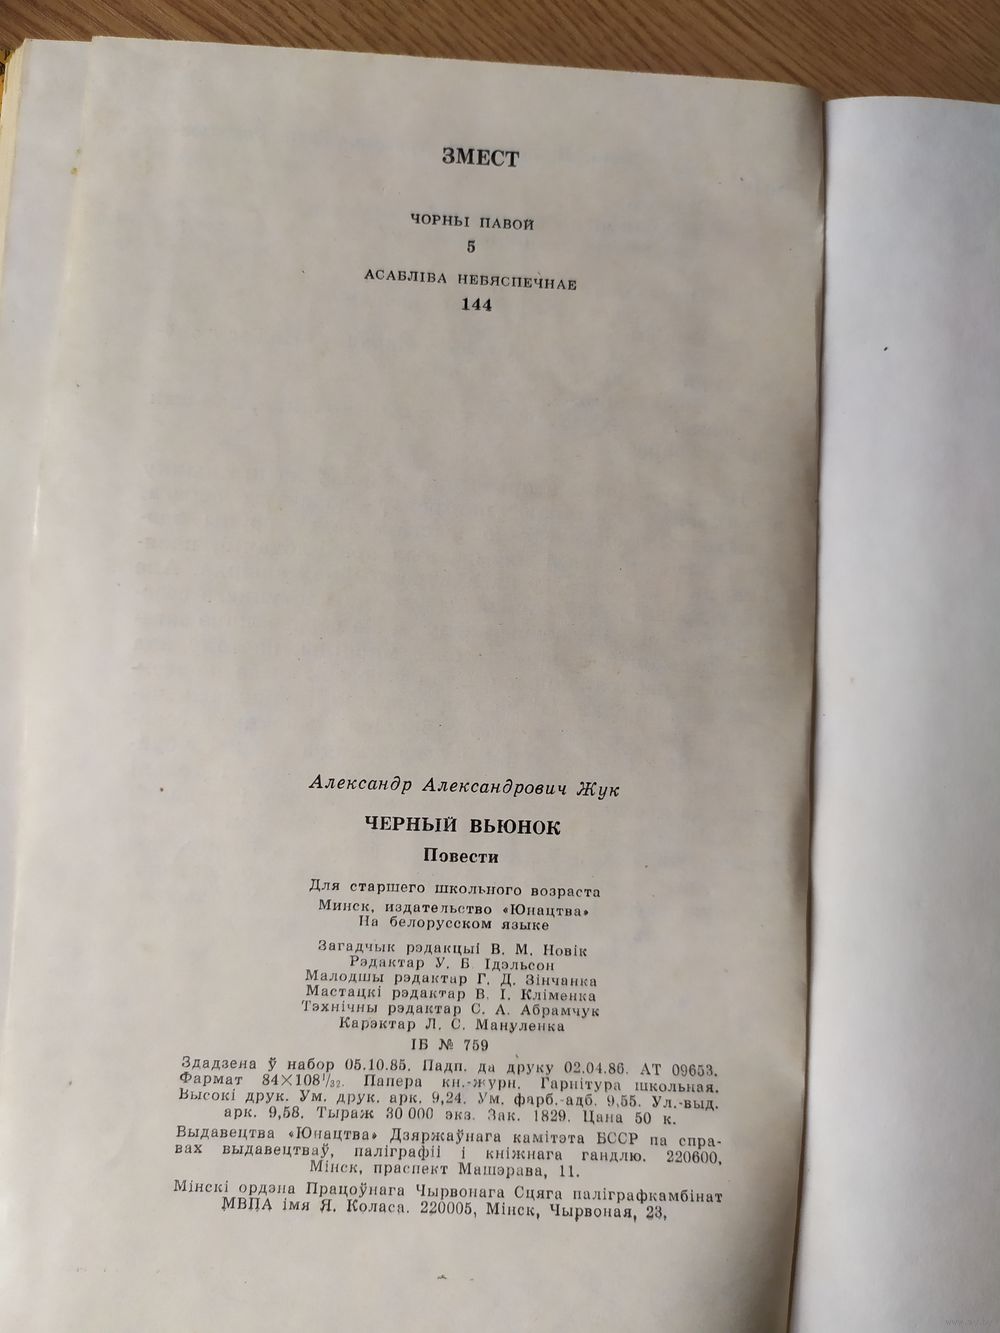 ЗМЕСТ
ЧОРНЫ ПАВОЙ
5
АСАБЛІВА НЕБЯСПЕЧНАЕ
144
Александр Александрович Жук
ЧЕРНЫЙ ВЬЮНОК
Повести
Для старшего школьного возраста
Минск, издательство «Юнацтва»
На белорусском языке
Загадчык рэдакцыі В. М. Новік
Рэдактар У. Б. Ідэльсон
Малодшы рэдактар Г. Д. Зінчанка
Мастацкі рэдактар В. І. Кліменка
Тэхнічны рэдактар С. А. Абрамчук
Карэктар Л. С. Мануленка
ІБ № 759
Здадзена ў набор 05.10.85. Падп. да друку 02.04.86. АТ 09653.
Фармат 84×108¹/₃₂. Папера кн.-журн. Гарнітура школьная.
Высокі друк. Ум. друк. арк. 9,24. Ум. фарб.-адб. 9,55. Ул.-выд.
арк. 9,58. Тыраж 30 000 экз. Зак. 1829. Цана 50 к.
Выдавецтва «Юнацтва» Дзяржаўнага камітэта БССР па спра-
вах выдавецтваў, паліграфіі і кніжнага гандлю. 220600,
Мінск, праспект Машэрава, 11.
Мінскі ордэна Працоўнага Чырвонага Сцяга паліграфкамбінат
МВПА імя Я. Коласа. 220005, Мінск, Чырвоная, 23,